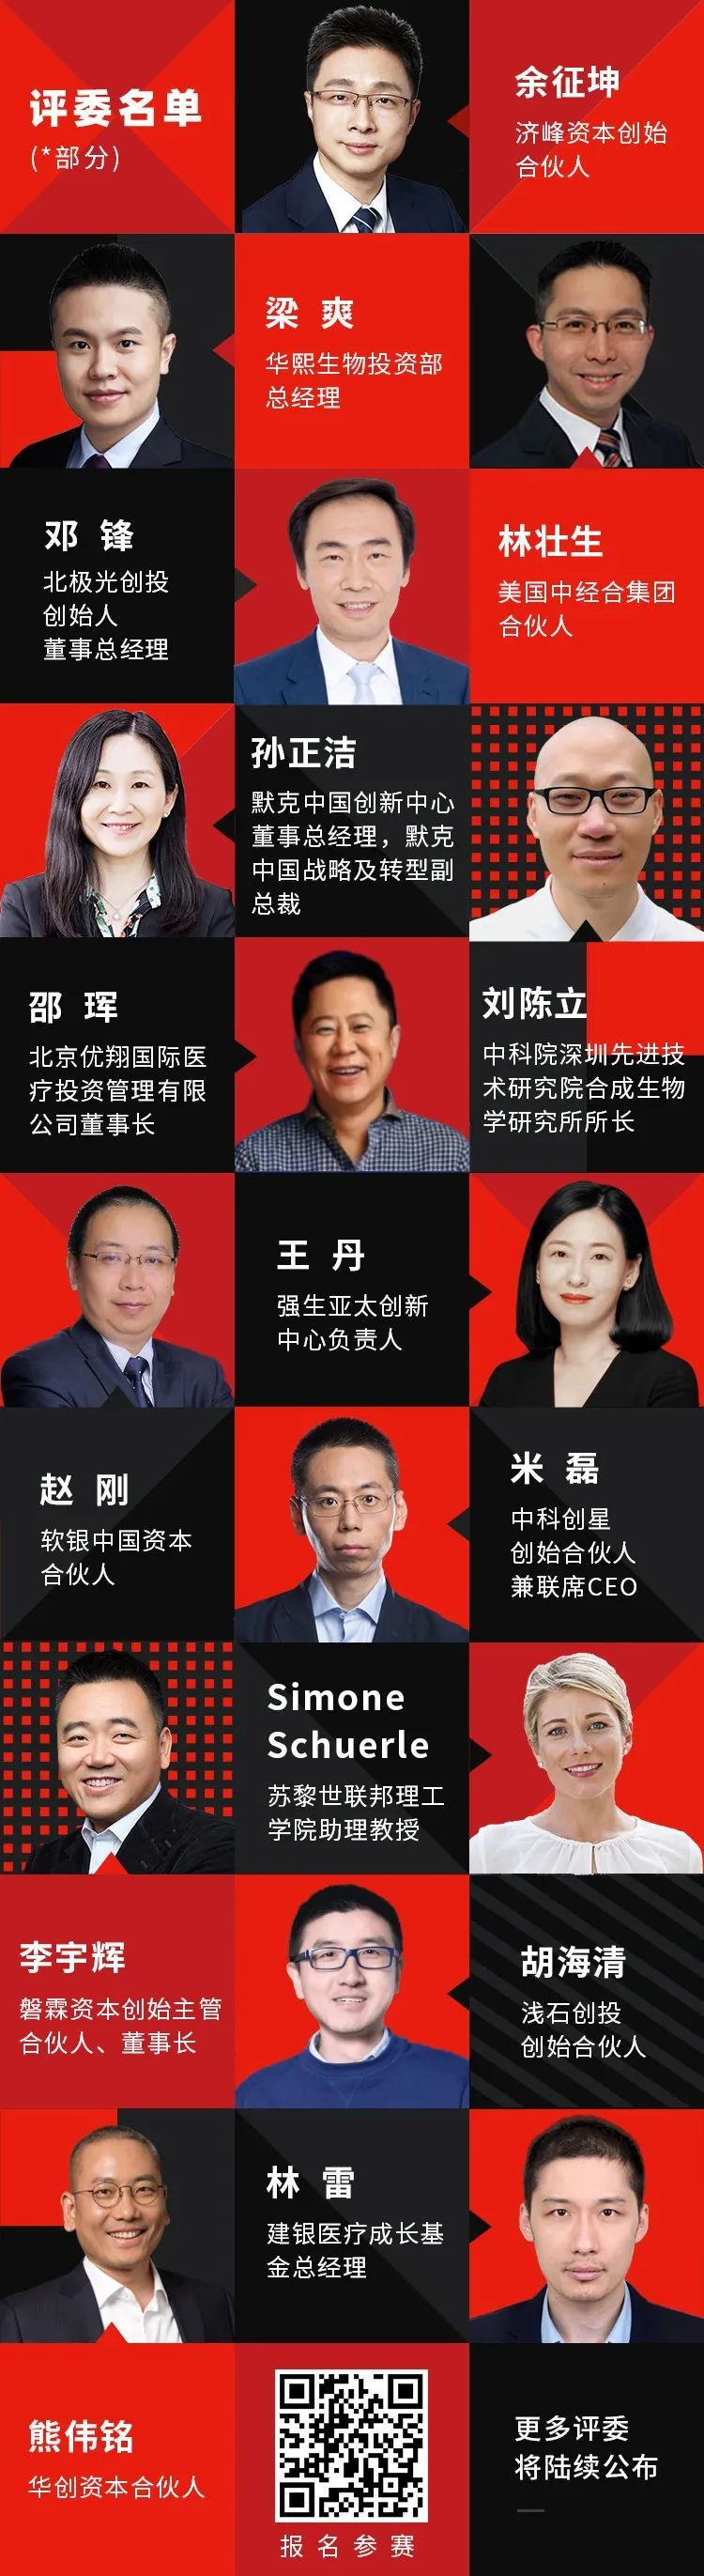 评委名单
(*部分)
余征坤
济峰资本创始
合伙人
梁 爽
华熙生物投资部
总经理
邓 锋
北极光创投
创始人
董事总经理
林壮生
美国中经合集团
合伙人
孙正洁
默克中国创新中心
董事总经理，默克
中国战略及转型副
总裁
邵 珲
北京优翔国际医
疗投资管理有限
公司董事长
刘陈立
中科院深圳先进技
术研究院合成生物
学研究所所长
王 丹
强生亚太创新
中心负责人
赵 刚
软银中国资本
合伙人
米 磊
中科创星
创始合伙人
兼联席CEO
Simone
Schuerle
苏黎世联邦理工
学院助理教授
李宇辉
磐霖资本创始主管
合伙人、董事长
胡海清
浅石创投
创始合伙人
林 雷
建银医疗成长基
金总经理
熊伟铭
华创资本合伙人
报名参赛
更多评委
将陆续公布